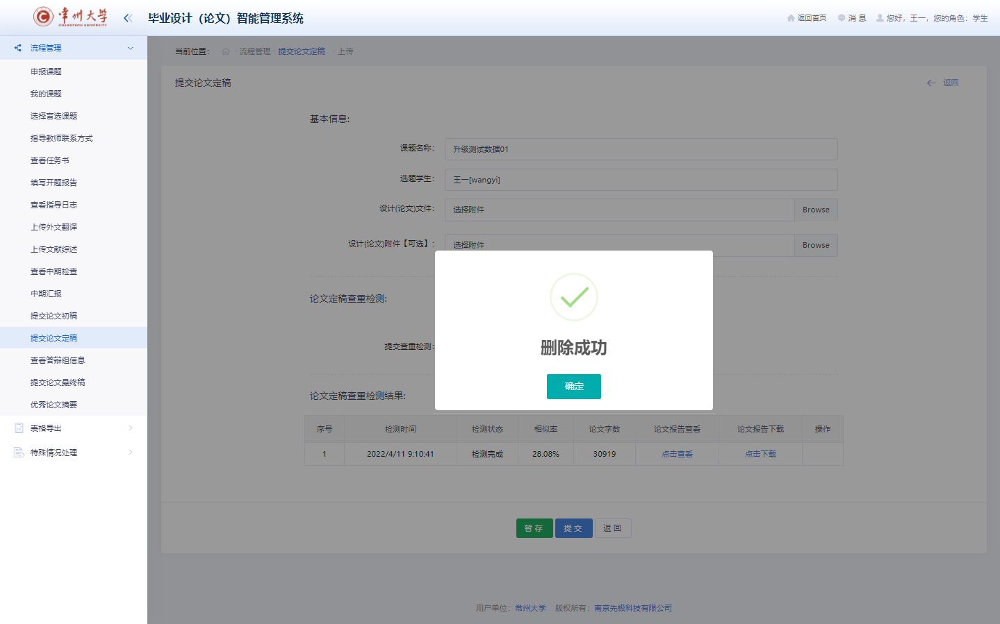 常州大学
CHANGZHOU UNIVERSITY
毕业设计（论文）智能管理系统
返回首页
消 息
您好，王一，您的角色：学生
流程管理
申报课题
我的课题
选择盲选课题
指导教师联系方式
查看任务书
填写开题报告
查看指导日志
上传外文翻译
上传文献综述
查看中期检查
中期汇报
提交论文初稿
提交论文定稿
查看答辩组信息
提交论文最终稿
优秀论文摘要
表格导出
特殊情况处理
当前位置： 流程管理 · 提交论文定稿 · 上传
提交论文定稿
返回
基本信息:
课题名称： 升级测试数据01
选题学生： 王一[wangyi]
设计(论文)文件： 选择附件 Browse
设计(论文)附件【可选】: 选择附件 Browse
论文定稿查重检测:
提交查重检测:
删除成功
确定
论文定稿查重检测结果:
序号 检测时间 检测状态 相似率 论文字数 论文报告查看 论文报告下载 操作
1 2022/4/11 9:10:41 检测完成 28.08% 30919 点击查看 点击下载
暂 存 提 交 返 回
用户单位：常州大学 版权所有：南京先极科技有限公司